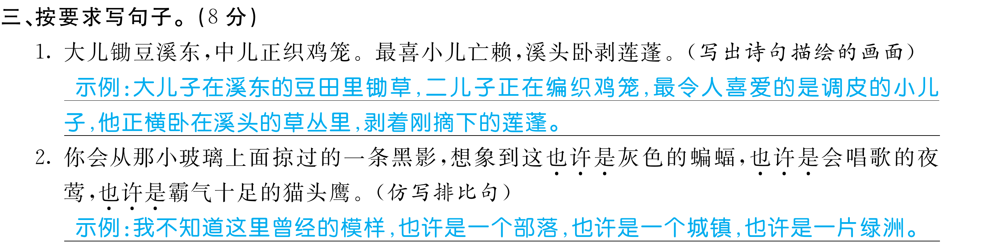 三、按要求写句子。(8 分)
1. 大儿锄豆溪东,中儿正织鸡笼。最喜小儿亡赖,溪头卧剥莲蓬。(写出诗句描绘的画面)
示例:大儿子在溪东的豆田里锄草,二儿子正在编织鸡笼,最令人喜爱的是调皮的小儿
子,他正横卧在溪头的草丛里,剥着刚摘下的莲蓬。
2. 你会从那小玻璃上面掠过的一条黑影,想象到这也许是灰色的蝙蝠,也许是会唱歌的夜
莺,也许是霸气十足的猫头鹰。(仿写排比句)
示例:我不知道这里曾经的模样,也许是一个部落,也许是一个城镇,也许是一片绿洲。